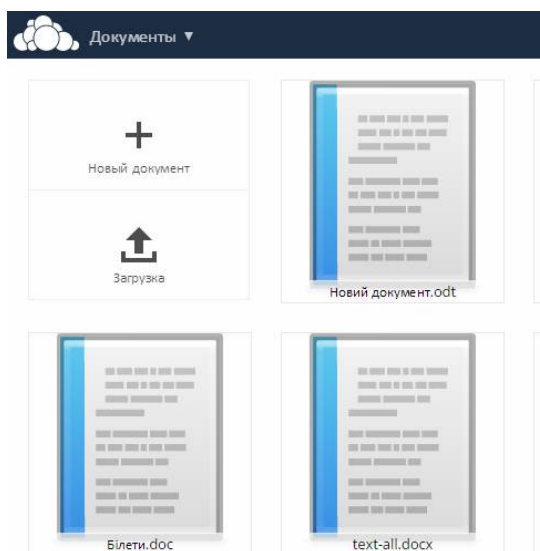 Документы ▼
Новый документ
Загрузка
Новий документ.odt
Білети.doc
text-all.docx